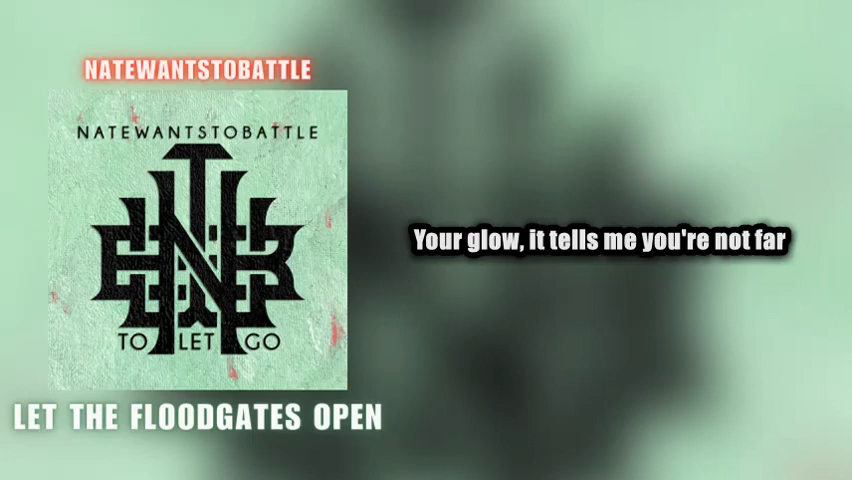 NATEWANTSTOBATTLE
NATEWANTSTOBATTLE
TO LET GO
LET THE FLOODGATES OPEN
Your glow, it tells me you're not far